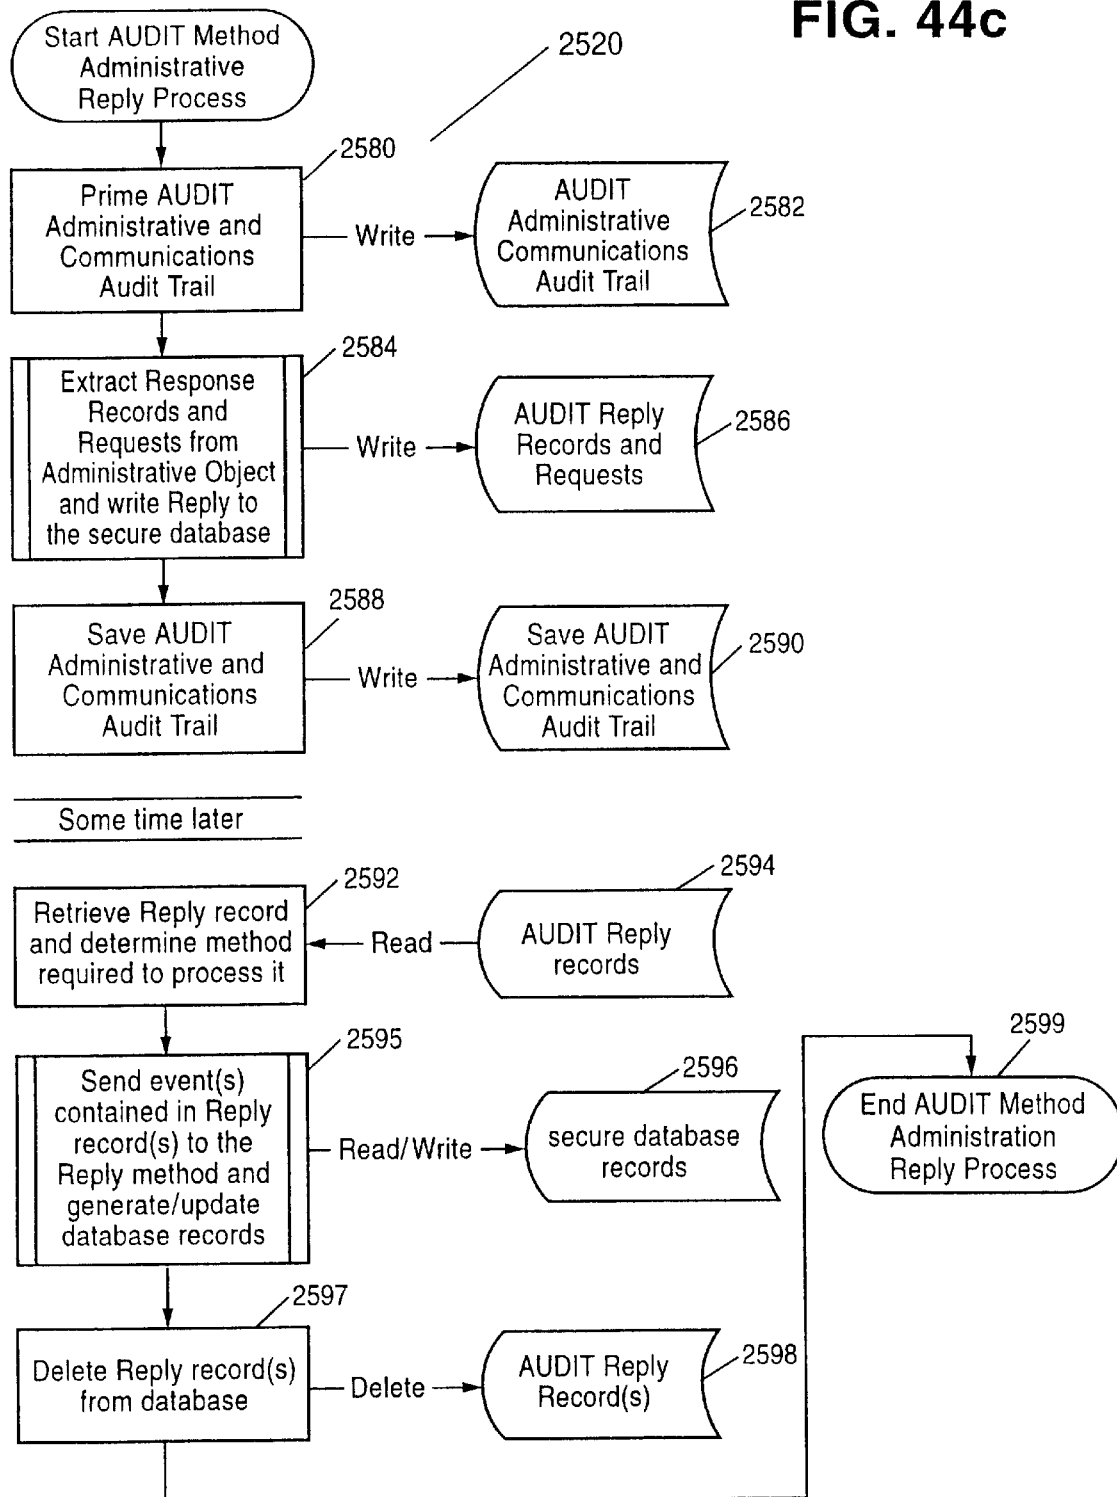 FIG. 44c
Start AUDIT Method
Administrative
Reply Process
2520
2580
Prime AUDIT
Administrative and
Communications
Audit Trail
Write
AUDIT
Administrative
Communications
Audit Trail
2582
2584
Extract Response
Records and
Requests from
Administrative Object
and write Reply to
the secure database
Write
AUDIT Reply
Records and
Requests
2586
2588
Save AUDIT
Administrative and
Communications
Audit Trail
Write
Save AUDIT
Administrative and
Communications
Audit Trail
2590
Some time later
2592
Retrieve Reply record
and determine method
required to process it
Read
AUDIT Reply
records
2594
2595
Send event(s)
contained in Reply
record(s) to the
Reply method and
generate/update
database records
Read/Write
secure database
records
2596
2597
Delete Reply record(s)
from database
Delete
AUDIT Reply
Record(s)
2598
2599
End AUDIT Method
Administration
Reply Process